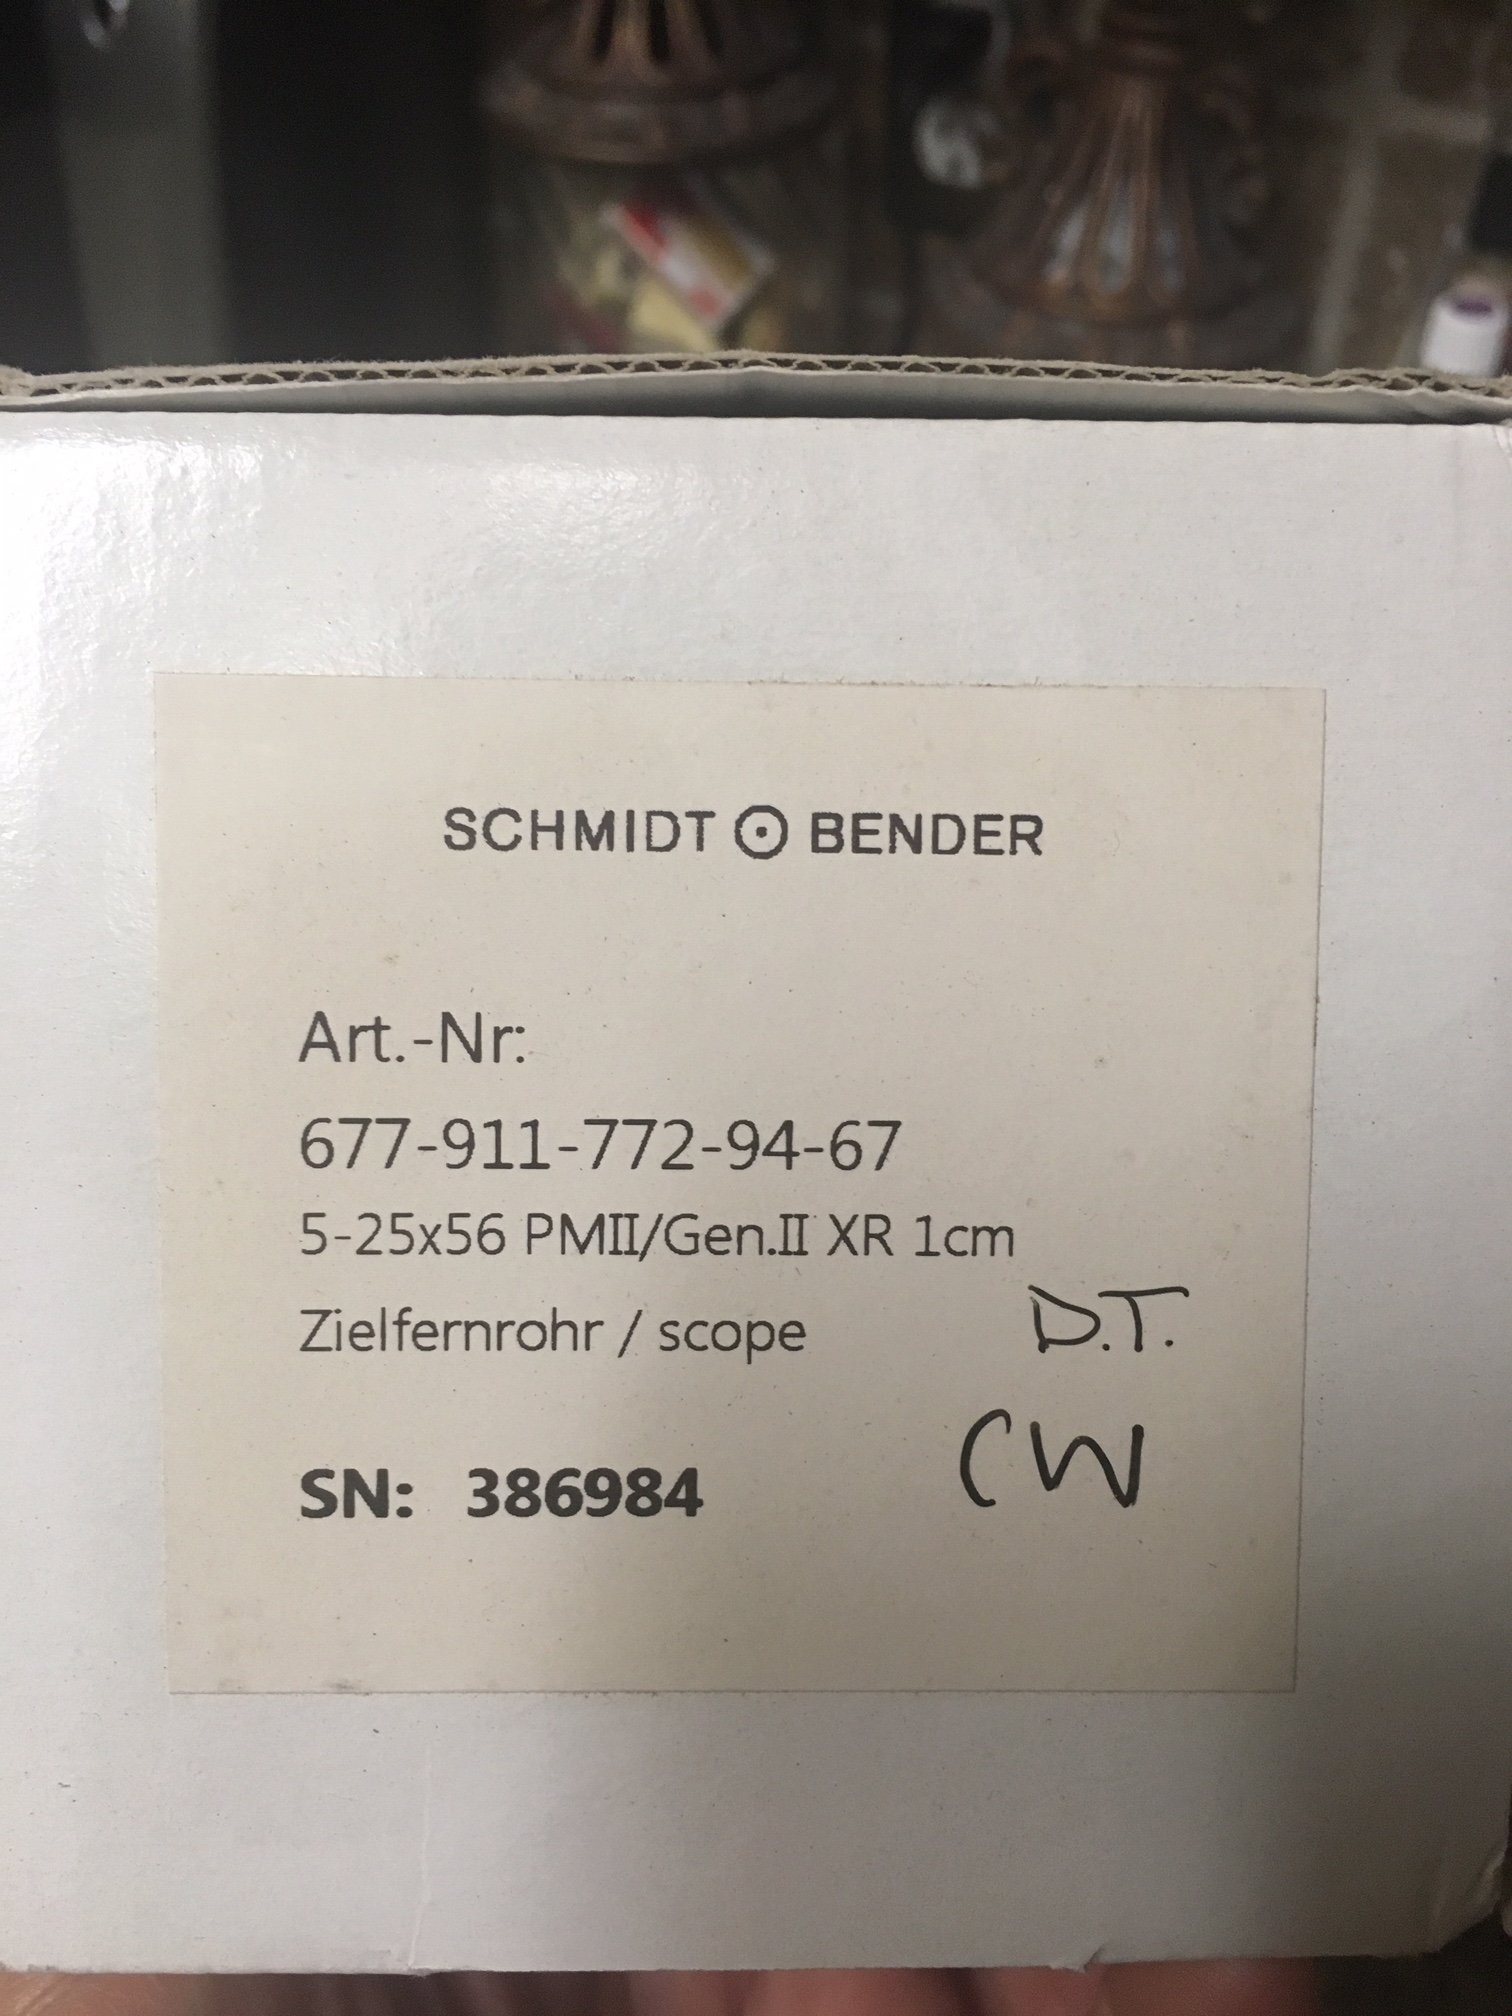 SCHMIDT BENDER
Art.-Nr:
677-911-772-94-67
5-25x56 PMII/Gen.II XR 1cm
Zielfernrohr / scope
D.T.
CW
SN: 386984